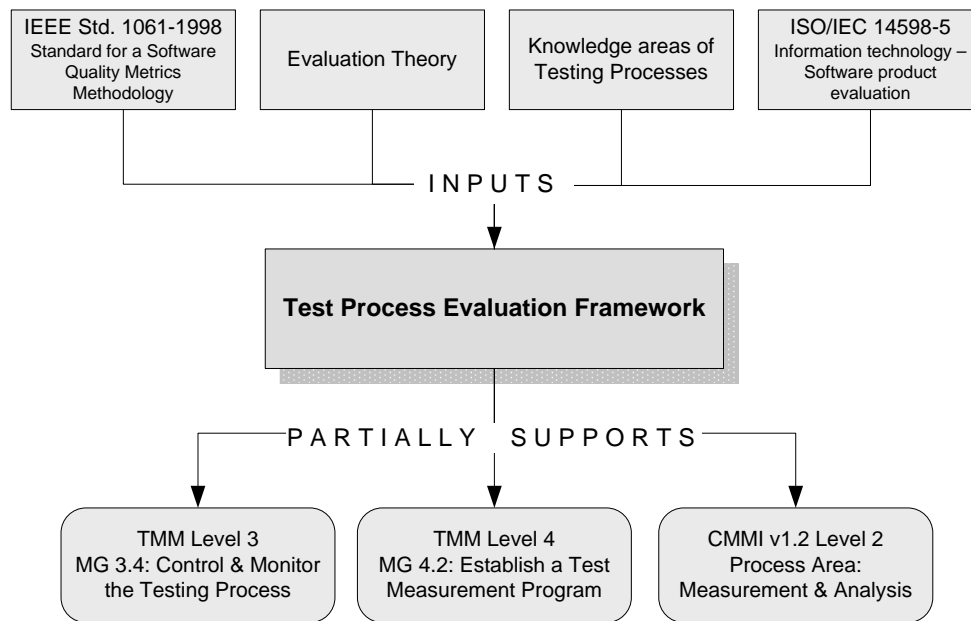 IEEE Std. 1061-1998
Standard for a Software
Quality Metrics
Methodology
Evaluation Theory
Knowledge areas of
Testing Processes
ISO/IEC 14598-5
Information technology –
Software product
evaluation
INPUTS
Test Process Evaluation Framework
PARTIALLY SUPPORTS
TMM Level 3
MG 3.4: Control & Monitor
the Testing Process
TMM Level 4
MG 4.2: Establish a Test
Measurement Program
CMMI v1.2 Level 2
Process Area:
Measurement & Analysis